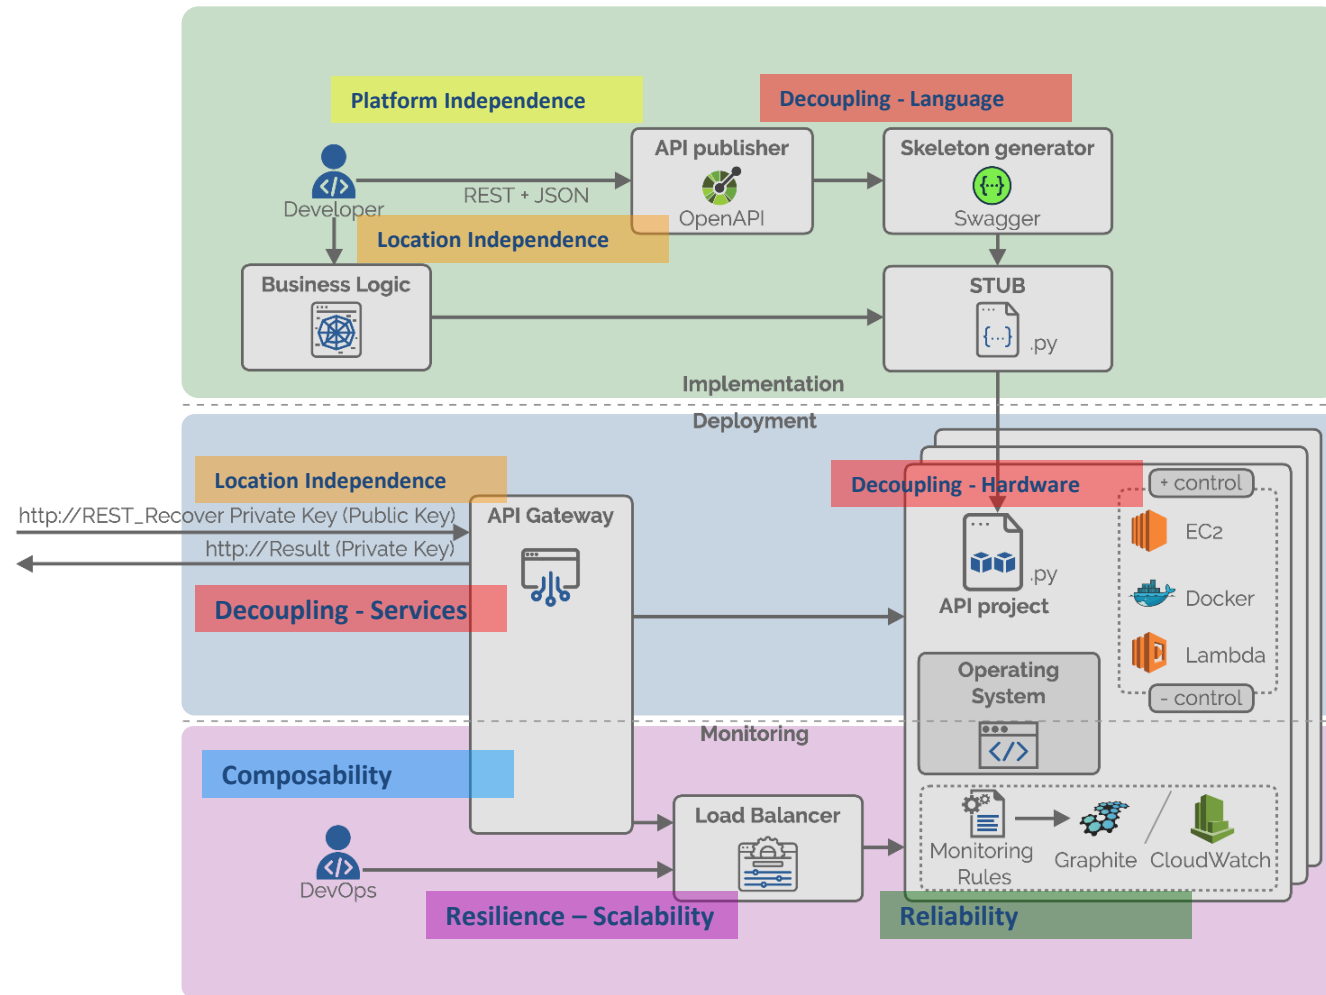 Platform Independence
Decoupling - Language
API publisher
OpenAPI
Skeleton generator
Swagger
REST + JSON
Developer
Location Independence
Business Logic
STUB
.py
Implementation
Deployment
Location Independence
Decoupling - Hardware
http://REST_Recover Private Key (Public Key)
http://Result (Private Key)
API Gateway
Decoupling - Services
.py
API project
+ control
EC2
Docker
Lambda
- control
Operating
System
Monitoring
Composability
DevOps
Load Balancer
Monitoring
Rules
Graphite
CloudWatch
Resilience – Scalability
Reliability